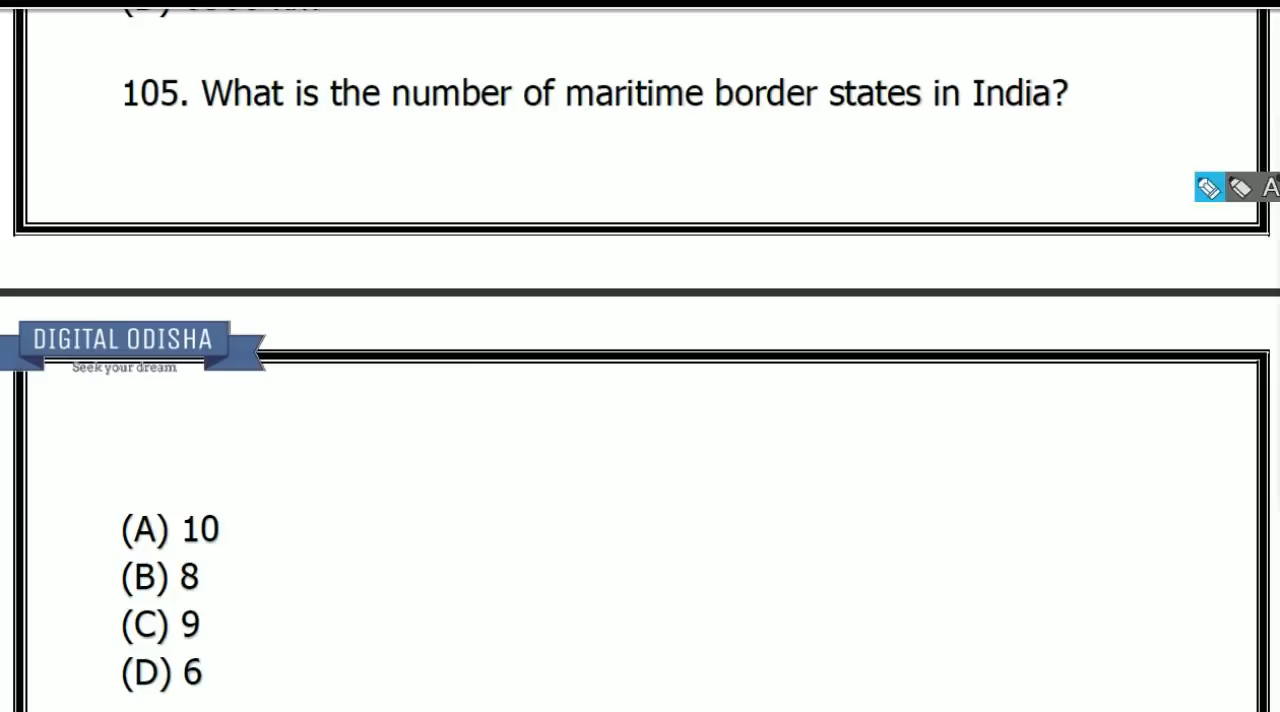 105. What is the number of maritime border states in India?
A
DIGITAL ODISHA
Seek your dream
(A) 10
(B) 8
(C) 9
(D) 6